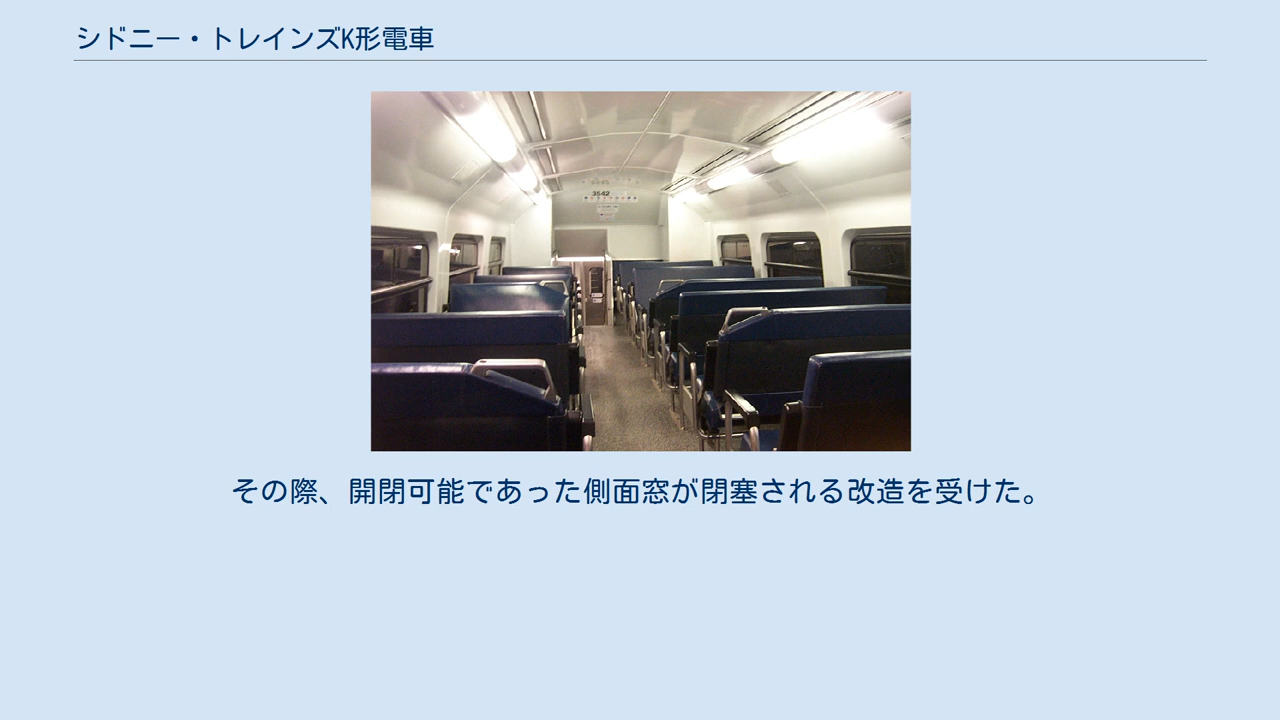 シドニー・トレインズK形電車
3542
その際、開閉可能であった側面窓が閉塞される改造を受けた。